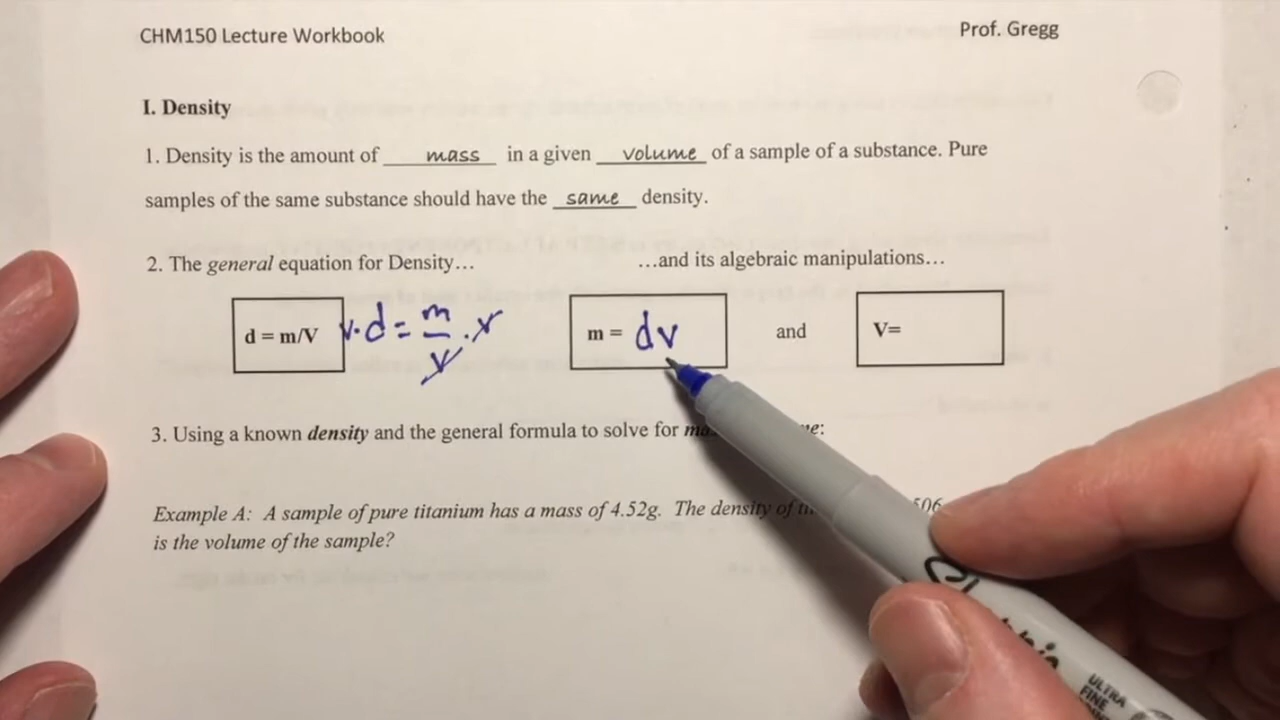 CHM150 Lecture Workbook Prof. Gregg
I. Density
1. Density is the amount of mass in a given volume of a sample of a substance. Pure
samples of the same substance should have the same density.
2. The general equation for Density… …and its algebraic manipulations…
d = m/V V·d = m/V · V m = dv and V=
3. Using a known density and the general formula to solve for
Example A: A sample of pure titanium has a mass of 4.52g. The density of 506
is the volume of the sample?
ULTRA
FINE